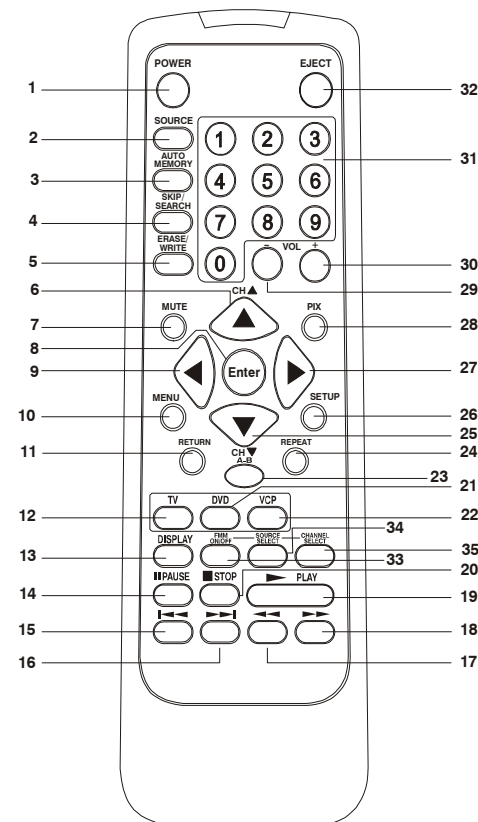 POWER EJECT
1 32
SOURCE
2 1 2 3
31
AUTO
MEMORY
3 4 5 6
SKIP/
SEARCH
4 7 8 9
ERASE/
WRITE
5 0 - VOL + 30
29
6 CH▲
MUTE PIX
7 28
8
9 Enter 27
MENU SETUP
10 26
25
RETURN CH▼ REPEAT
A-B
11 24
23
21
TV DVD VCP
12 22
34
DISPLAY FMM ON/OFF SOURCE SELECT CHANNEL SELECT
13 33 35
20
PAUSE STOP PLAY
14 19
15 18
16 17